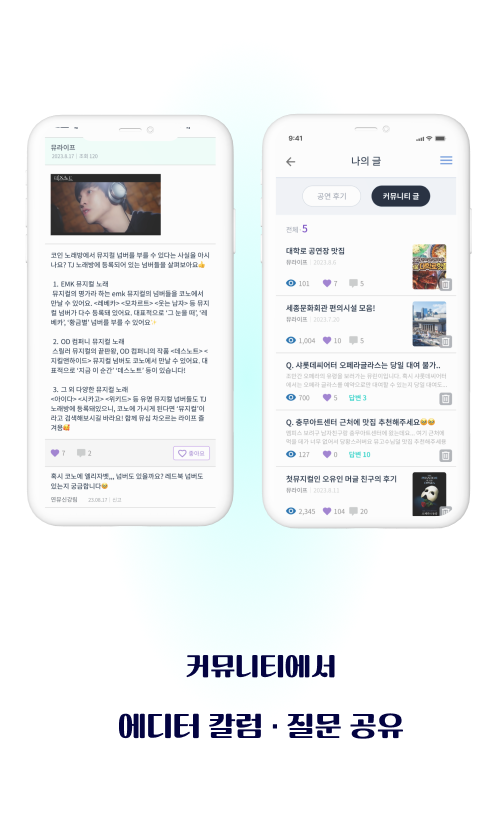 뮤라이프
2023.8.17 | 조회 120
데스노트
코인 노래방에서 뮤지컬 넘버를 부를 수 있다는 사실을 아시
나요? TJ 노래방에 등록되어 있는 넘버들을 살펴보아요👍
1. EMK 뮤지컬 노래
뮤지컬의 명가라 하는 emk 뮤지컬의 넘버들을 코노에서
만날 수 있어요. <레베카> <모차르트> <웃는 남자> 등 뮤지
컬 넘버가 다수 등록돼 있어요. 대표적으로 '그 눈을 떠', '레
베카', '황금별' 넘버를 부를 수 있어요✨
2. OD 컴퍼니 뮤지컬 노래
스릴러 뮤지컬의 끝판왕, OD 컴퍼니의 작품 <데스노트> <
지킬앤하이드> 뮤지컬 넘버도 코노에서 만날 수 있어요. 대
표적으로 '지금 이 순간' '데스노트' 등이 있습니다!
3. 그 외 다양한 뮤지컬 노래
<아이다> <시카고> <위키드> 등 유명 뮤지컬 넘버들도 TJ
노래방에 등록돼있으니, 코노에 가시게 된다면 '뮤지컬'이
라고 검색해보시길 바라요! 함께 유심 차오르는 라이프 즐
겨용🥰
7 2 좋아요
혹시 코노에 엘리자벳,,, 넘버도 있을까요? 레드북 넘버도
있는지 궁금합니다😍
민뮤신강림 23.08.17 | 신고
9:41
나의 글
공연 후기 커뮤니티 글
전체 5
대학로 공연장 맛집
뮤라이프 | 2023.8.6
101 7 5
세종문화회관 편의시설 모음!
뮤라이프 | 2023.7.20
1,004 10 5
Q. 샤롯데씨어터 오페라글라스는 당일 대여 불가..
700 5 답변 3
Q. 충무아트센터 근처에 맛집 추천해주세요😍😍
127 0 답변 10
첫뮤지컬인 오유인 머글 친구의 후기
뮤라이프 | 2023.6.11
2,345 104 20
커뮤니티에서
에디터 칼럼 · 질문 공유